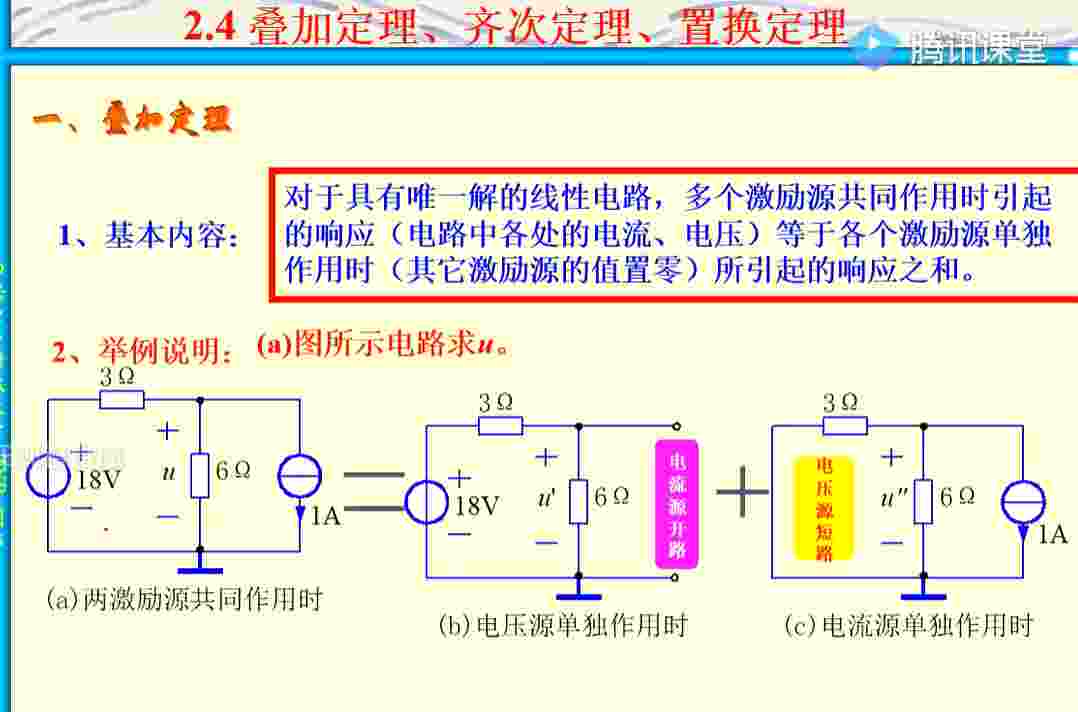 2.4 叠加定理、齐次定理、置换定理
腾讯课堂
一、叠加定理
1、基本内容：
对于具有唯一解的线性电路，多个激励源共同作用时引起
的响应（电路中各处的电流、电压）等于各个激励源单独
作用时（其它激励源的值置零）所引起的响应之和。
2、举例说明：(a)图所示电路求u。
3Ω
+
+
18V
u
6Ω
−
−
1A
(a)两激励源共同作用时
3Ω
+
+
18V
u'
6Ω
−
−
电流源开路
(b)电压源单独作用时
3Ω
电压源短路
+
u''
6Ω
−
1A
(c)电流源单独作用时